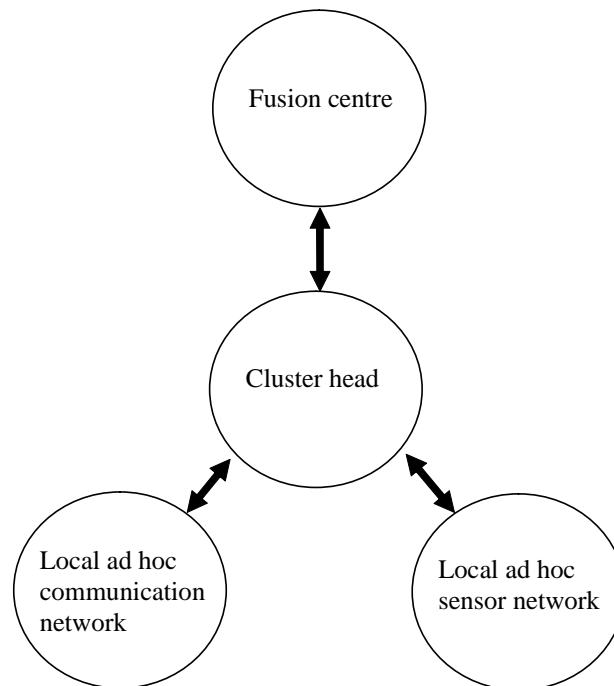 Fusion centre
Cluster head
Local ad hoc
communication
network
Local ad hoc
sensor network